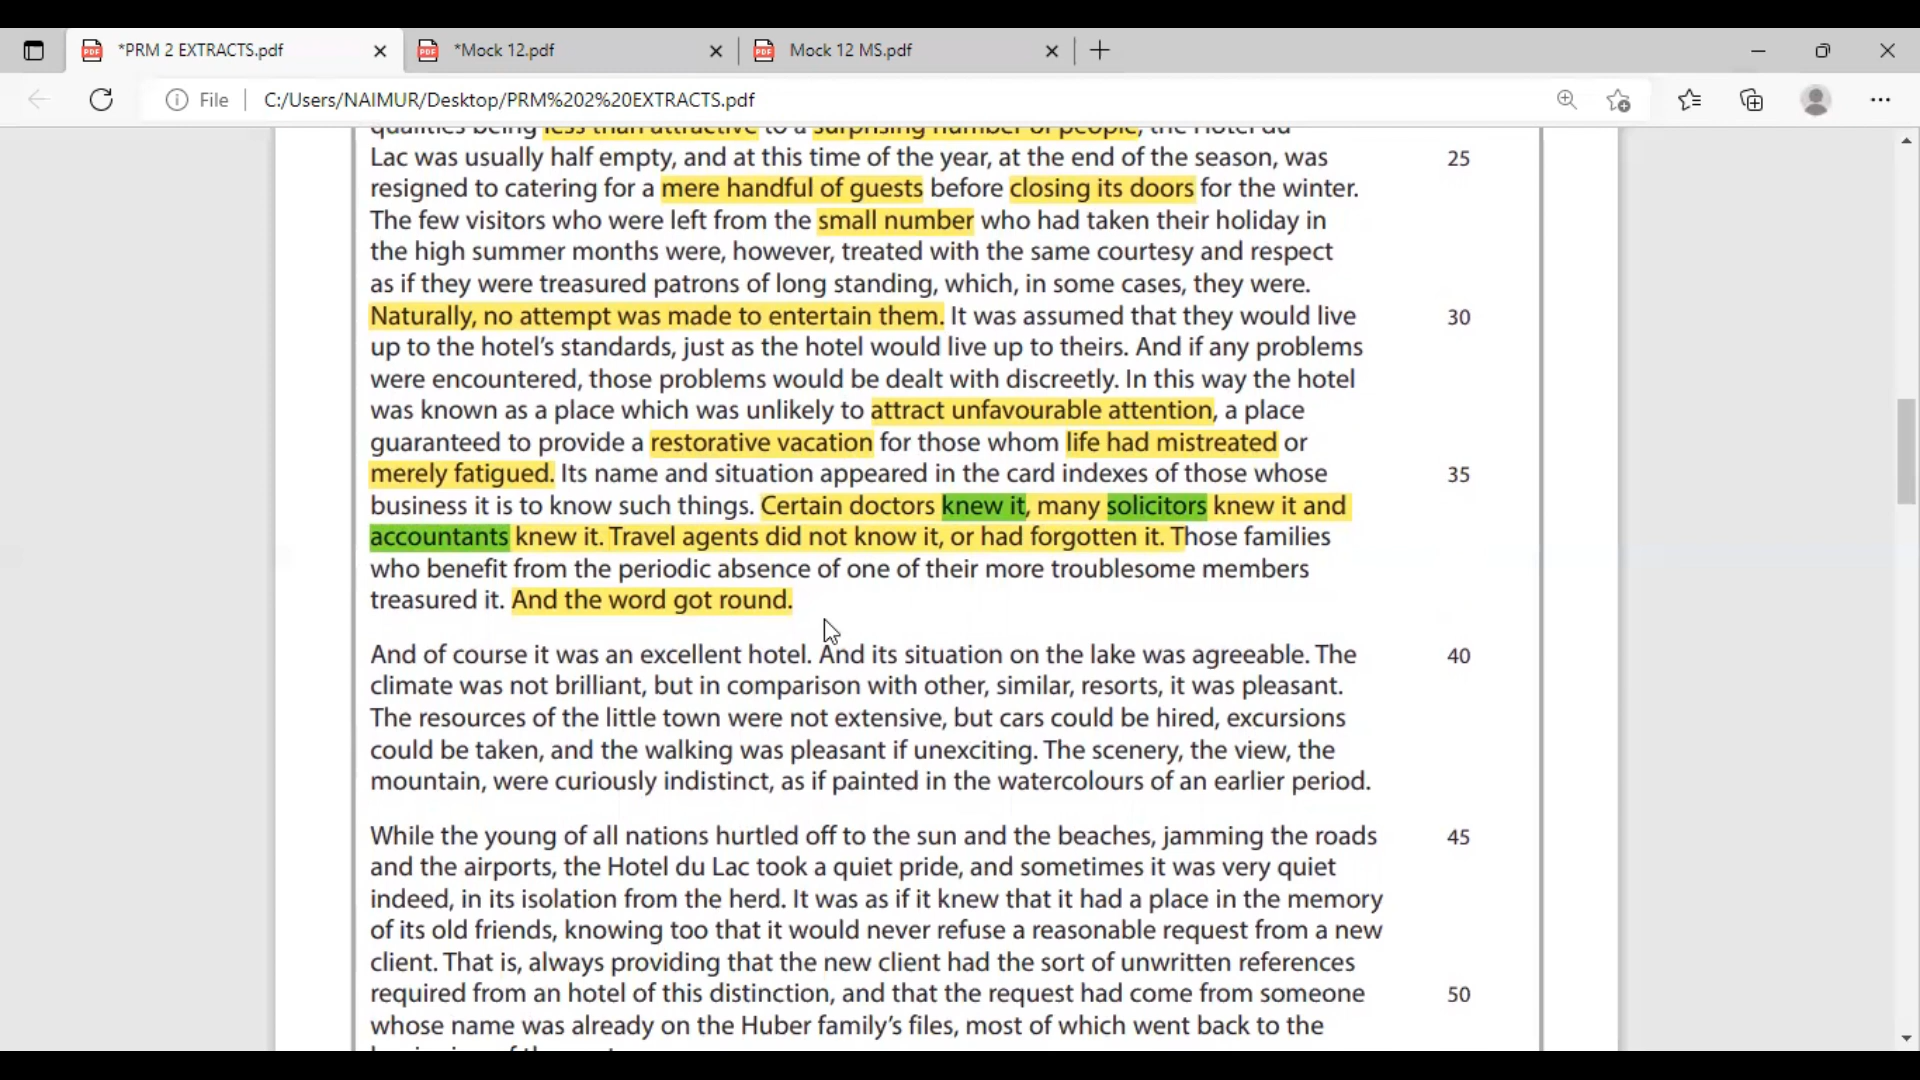 *PRM 2 EXTRACTS.pdf
*Mock 12.pdf
Mock 12 MS.pdf
File
C:/Users/NAIMUR/Desktop/PRM%202%20EXTRACTS.pdf
qualities being less than attractive to a surprising number of people, the Hotel du
Lac was usually half empty, and at this time of the year, at the end of the season, was 25
resigned to catering for a mere handful of guests before closing its doors for the winter.
The few visitors who were left from the small number who had taken their holiday in
the high summer months were, however, treated with the same courtesy and respect
as if they were treasured patrons of long standing, which, in some cases, they were.
Naturally, no attempt was made to entertain them. It was assumed that they would live 30
up to the hotel's standards, just as the hotel would live up to theirs. And if any problems
were encountered, those problems would be dealt with discreetly. In this way the hotel
was known as a place which was unlikely to attract unfavourable attention, a place
guaranteed to provide a restorative vacation for those whom life had mistreated or
merely fatigued. Its name and situation appeared in the card indexes of those whose 35
business it is to know such things. Certain doctors knew it, many solicitors knew it and
accountants knew it. Travel agents did not know it, or had forgotten it. Those families
who benefit from the periodic absence of one of their more troublesome members
treasured it. And the word got round.
And of course it was an excellent hotel. And its situation on the lake was agreeable. The 40
climate was not brilliant, but in comparison with other, similar, resorts, it was pleasant.
The resources of the little town were not extensive, but cars could be hired, excursions
could be taken, and the walking was pleasant if unexciting. The scenery, the view, the
mountain, were curiously indistinct, as if painted in the watercolours of an earlier period.
While the young of all nations hurtled off to the sun and the beaches, jamming the roads 45
and the airports, the Hotel du Lac took a quiet pride, and sometimes it was very quiet
indeed, in its isolation from the herd. It was as if it knew that it had a place in the memory
of its old friends, knowing too that it would never refuse a reasonable request from a new
client. That is, always providing that the new client had the sort of unwritten references
required from an hotel of this distinction, and that the request had come from someone 50
whose name was already on the Huber family's files, most of which went back to the